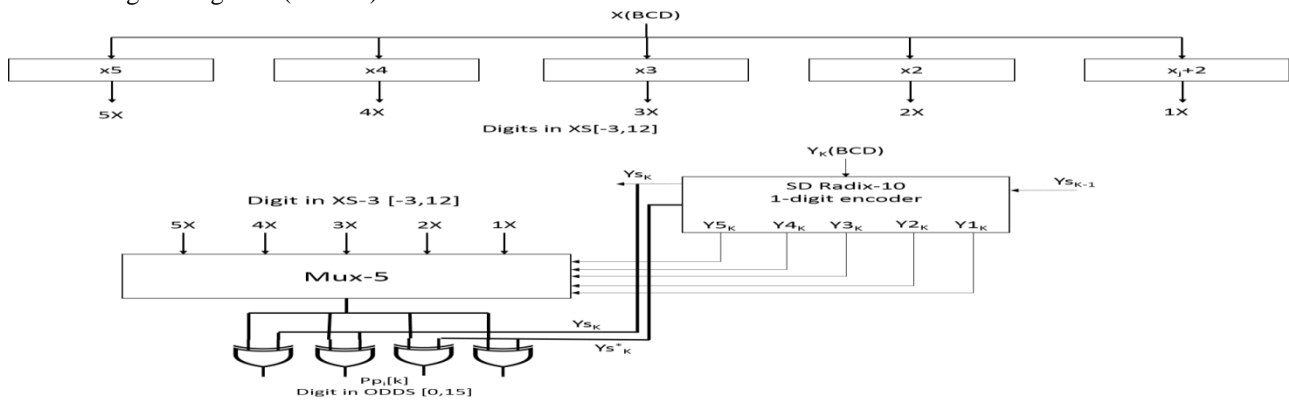 X(BCD)
x5 x4 x3 x2 xj+2
5X 4X 3X 2X 1X
Digits in XS[-3,12]
YK(BCD)
YsK YsK-1
SD Radix-10
1-digit encoder
Y5K Y4K Y3K Y2K Y1K
Digit in XS-3 [-3,12]
5X 4X 3X 2X 1X
Mux-5
YsK
Ys*K
Ppi[k]
Digit in ODDS [0,15]